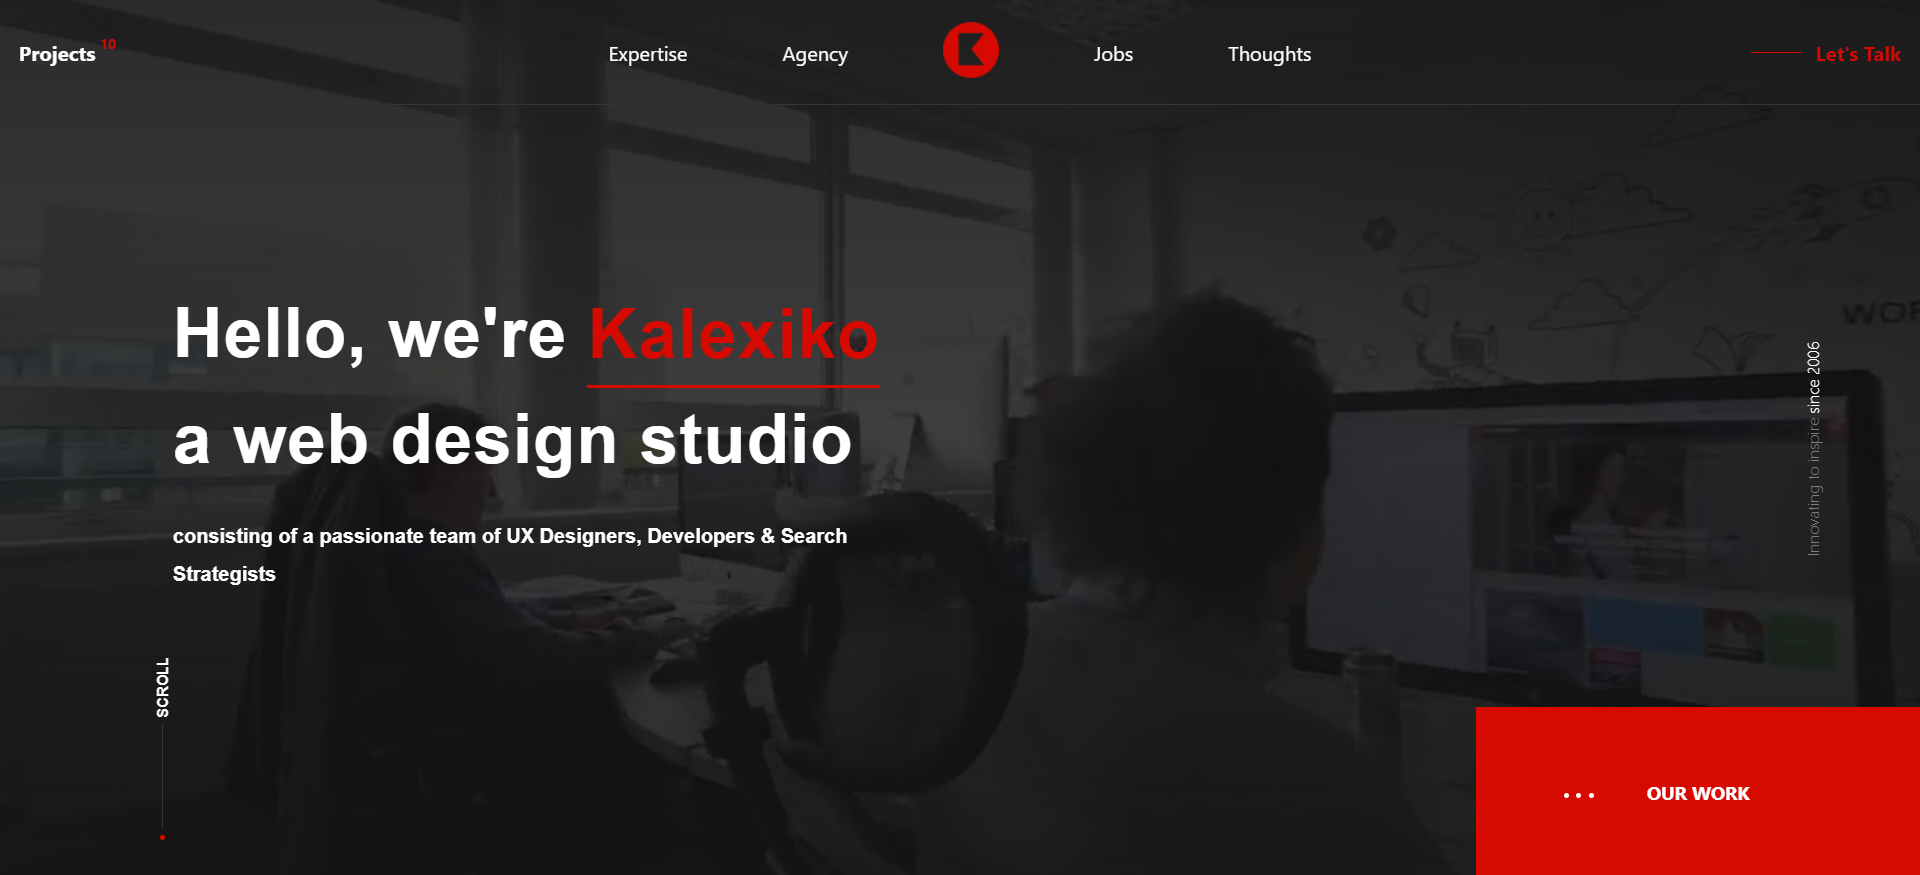 Projects 10
Expertise
Agency
Jobs
Thoughts
Let's Talk
Hello, we're Kalexiko
a web design studio
consisting of a passionate team of UX Designers, Developers & Search
Strategists
Innovating to inspire since 2006
SCROLL
... OUR WORK